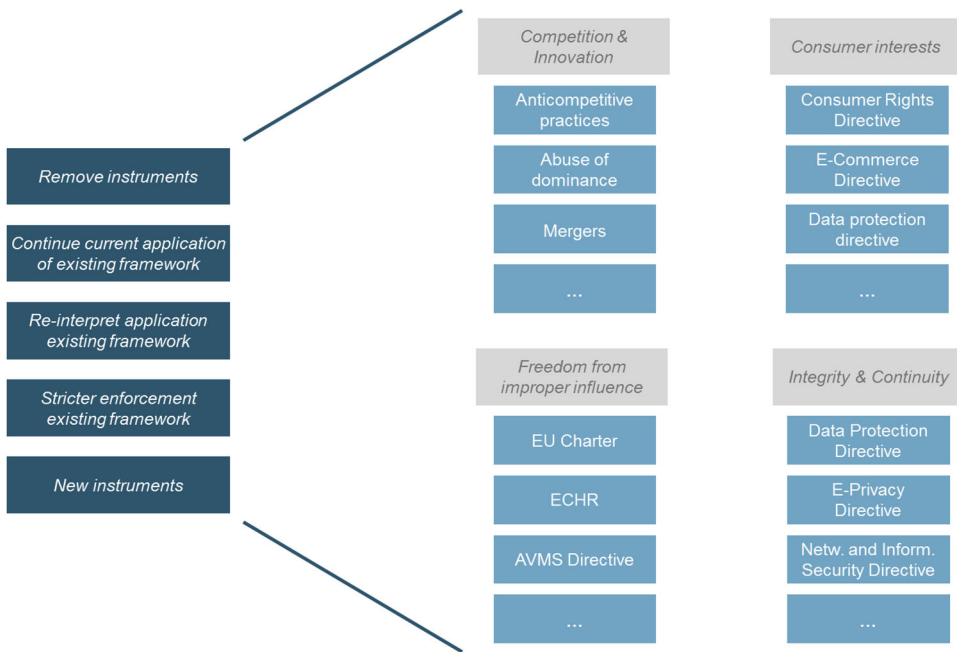 Remove instruments
Continue current application
of existing framework
Re-interpret application
existing framework
Stricter enforcement
existing framework
New instruments
Competition &
Innovation
Anticompetitive
practices
Abuse of
dominance
Mergers
...
Consumer interests
Consumer Rights
Directive
E-Commerce
Directive
Data protection
directive
...
Freedom from
improper influence
EU Charter
ECHR
AVMS Directive
...
Integrity & Continuity
Data Protection
Directive
E-Privacy
Directive
Netw. and Inform.
Security Directive
...